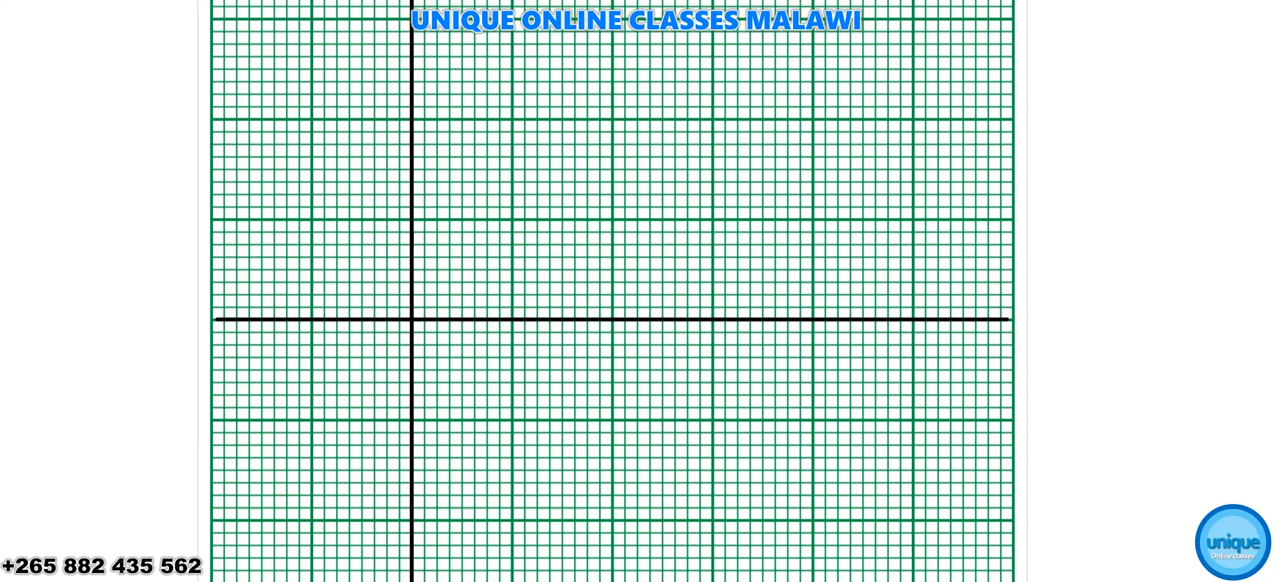 UNIQUE ONLINE CLASSES MALAWI
unique
Online classes
+265 882 435 562